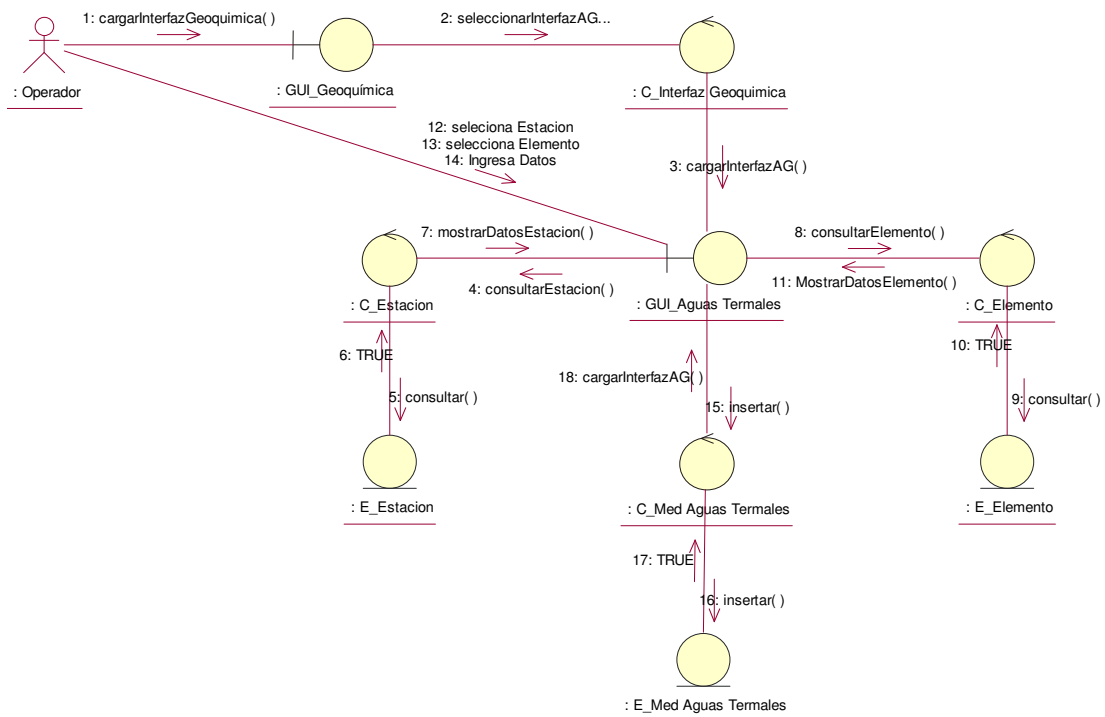 1: cargarInterfazGeoquimica( )
2: seleccionarInterfazAG...
: Operador
: GUI_Geoquímica
: C_Interfaz Geoquimica
12: seleciona Estacion
13: selecciona Elemento
14: Ingresa Datos
3: cargarInterfazAG( )
7: mostrarDatosEstacion( )
8: consultarElemento( )
4: consultarEstacion( )
11: MostrarDatosElemento( )
: C_Estacion
: GUI_Aguas Termales
: C_Elemento
6: TRUE
10: TRUE
18: cargarInterfazAG( )
5: consultar( )
15: insertar( )
9: consultar( )
: E_Estacion
: C_Med Aguas Termales
: E_Elemento
17: TRUE
16: insertar( )
: E_Med Aguas Termales